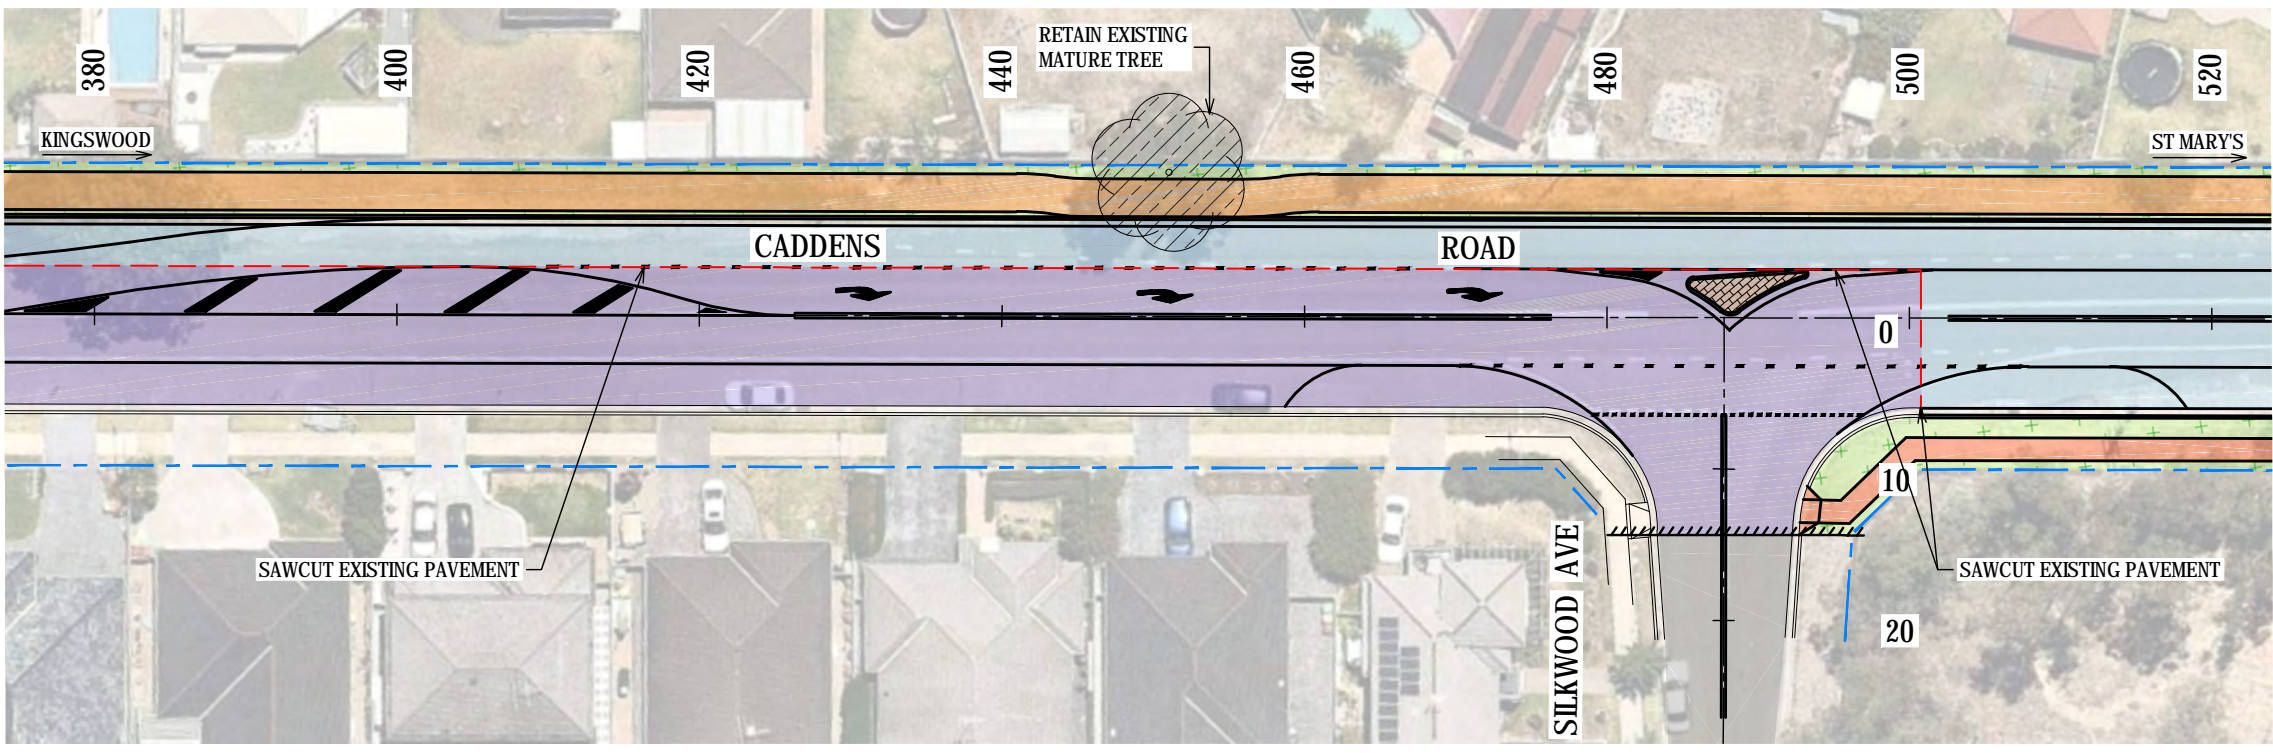 380
400
420
440
460
480
500
520
RETAIN EXISTING
MATURE TREE
KINGSWOOD
ST MARY'S
CADDENS ROAD
0
10
20
SAWCUT EXISTING PAVEMENT
SILKWOOD AVE
SAWCUT EXISTING PAVEMENT